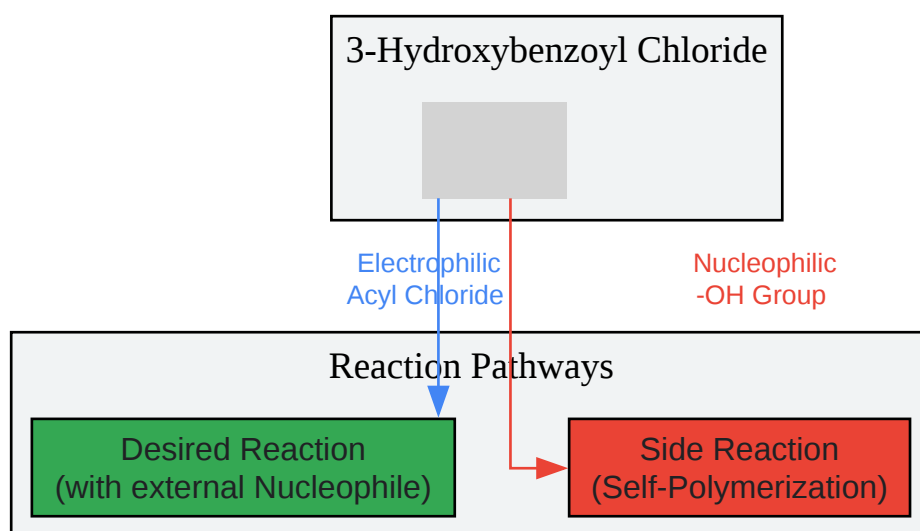 3-Hydroxybenzoyl Chloride
Electrophilic
Acyl Chloride
Nucleophilic
-OH Group
Reaction Pathways
Desired Reaction
(with external Nucleophile)
Side Reaction
(Self-Polymerization)